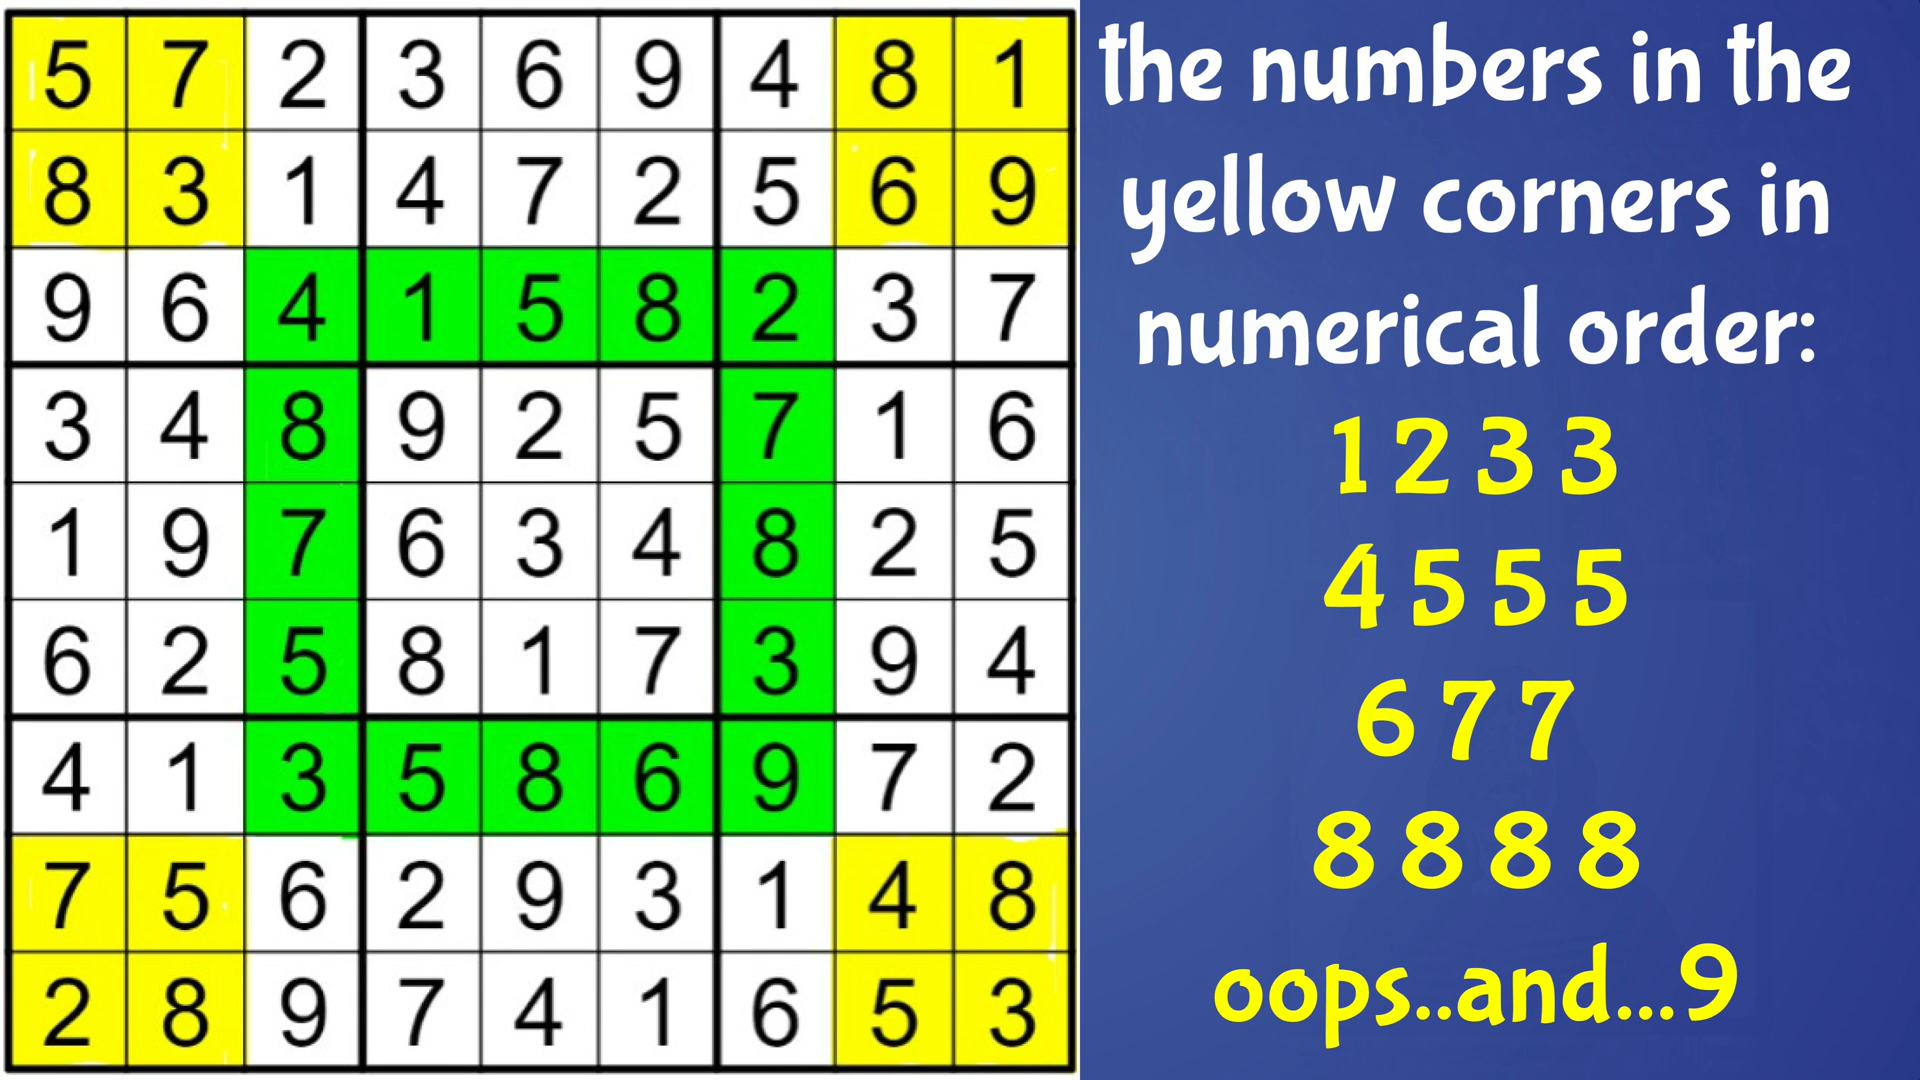 5 7 2 3 6 9 4 8 1
8 3 1 4 7 2 5 6 9
9 6 4 1 5 8 2 3 7
3 4 8 9 2 5 7 1 6
1 9 7 6 3 4 8 2 5
6 2 5 8 1 7 3 9 4
4 1 3 5 8 6 9 7 2
7 5 6 2 9 3 1 4 8
2 8 9 7 4 1 6 5 3
the numbers in the
yellow corners in
numerical order:
1 2 3 3
4 5 5 5
6 7 7
8 8 8 8
oops..and...9